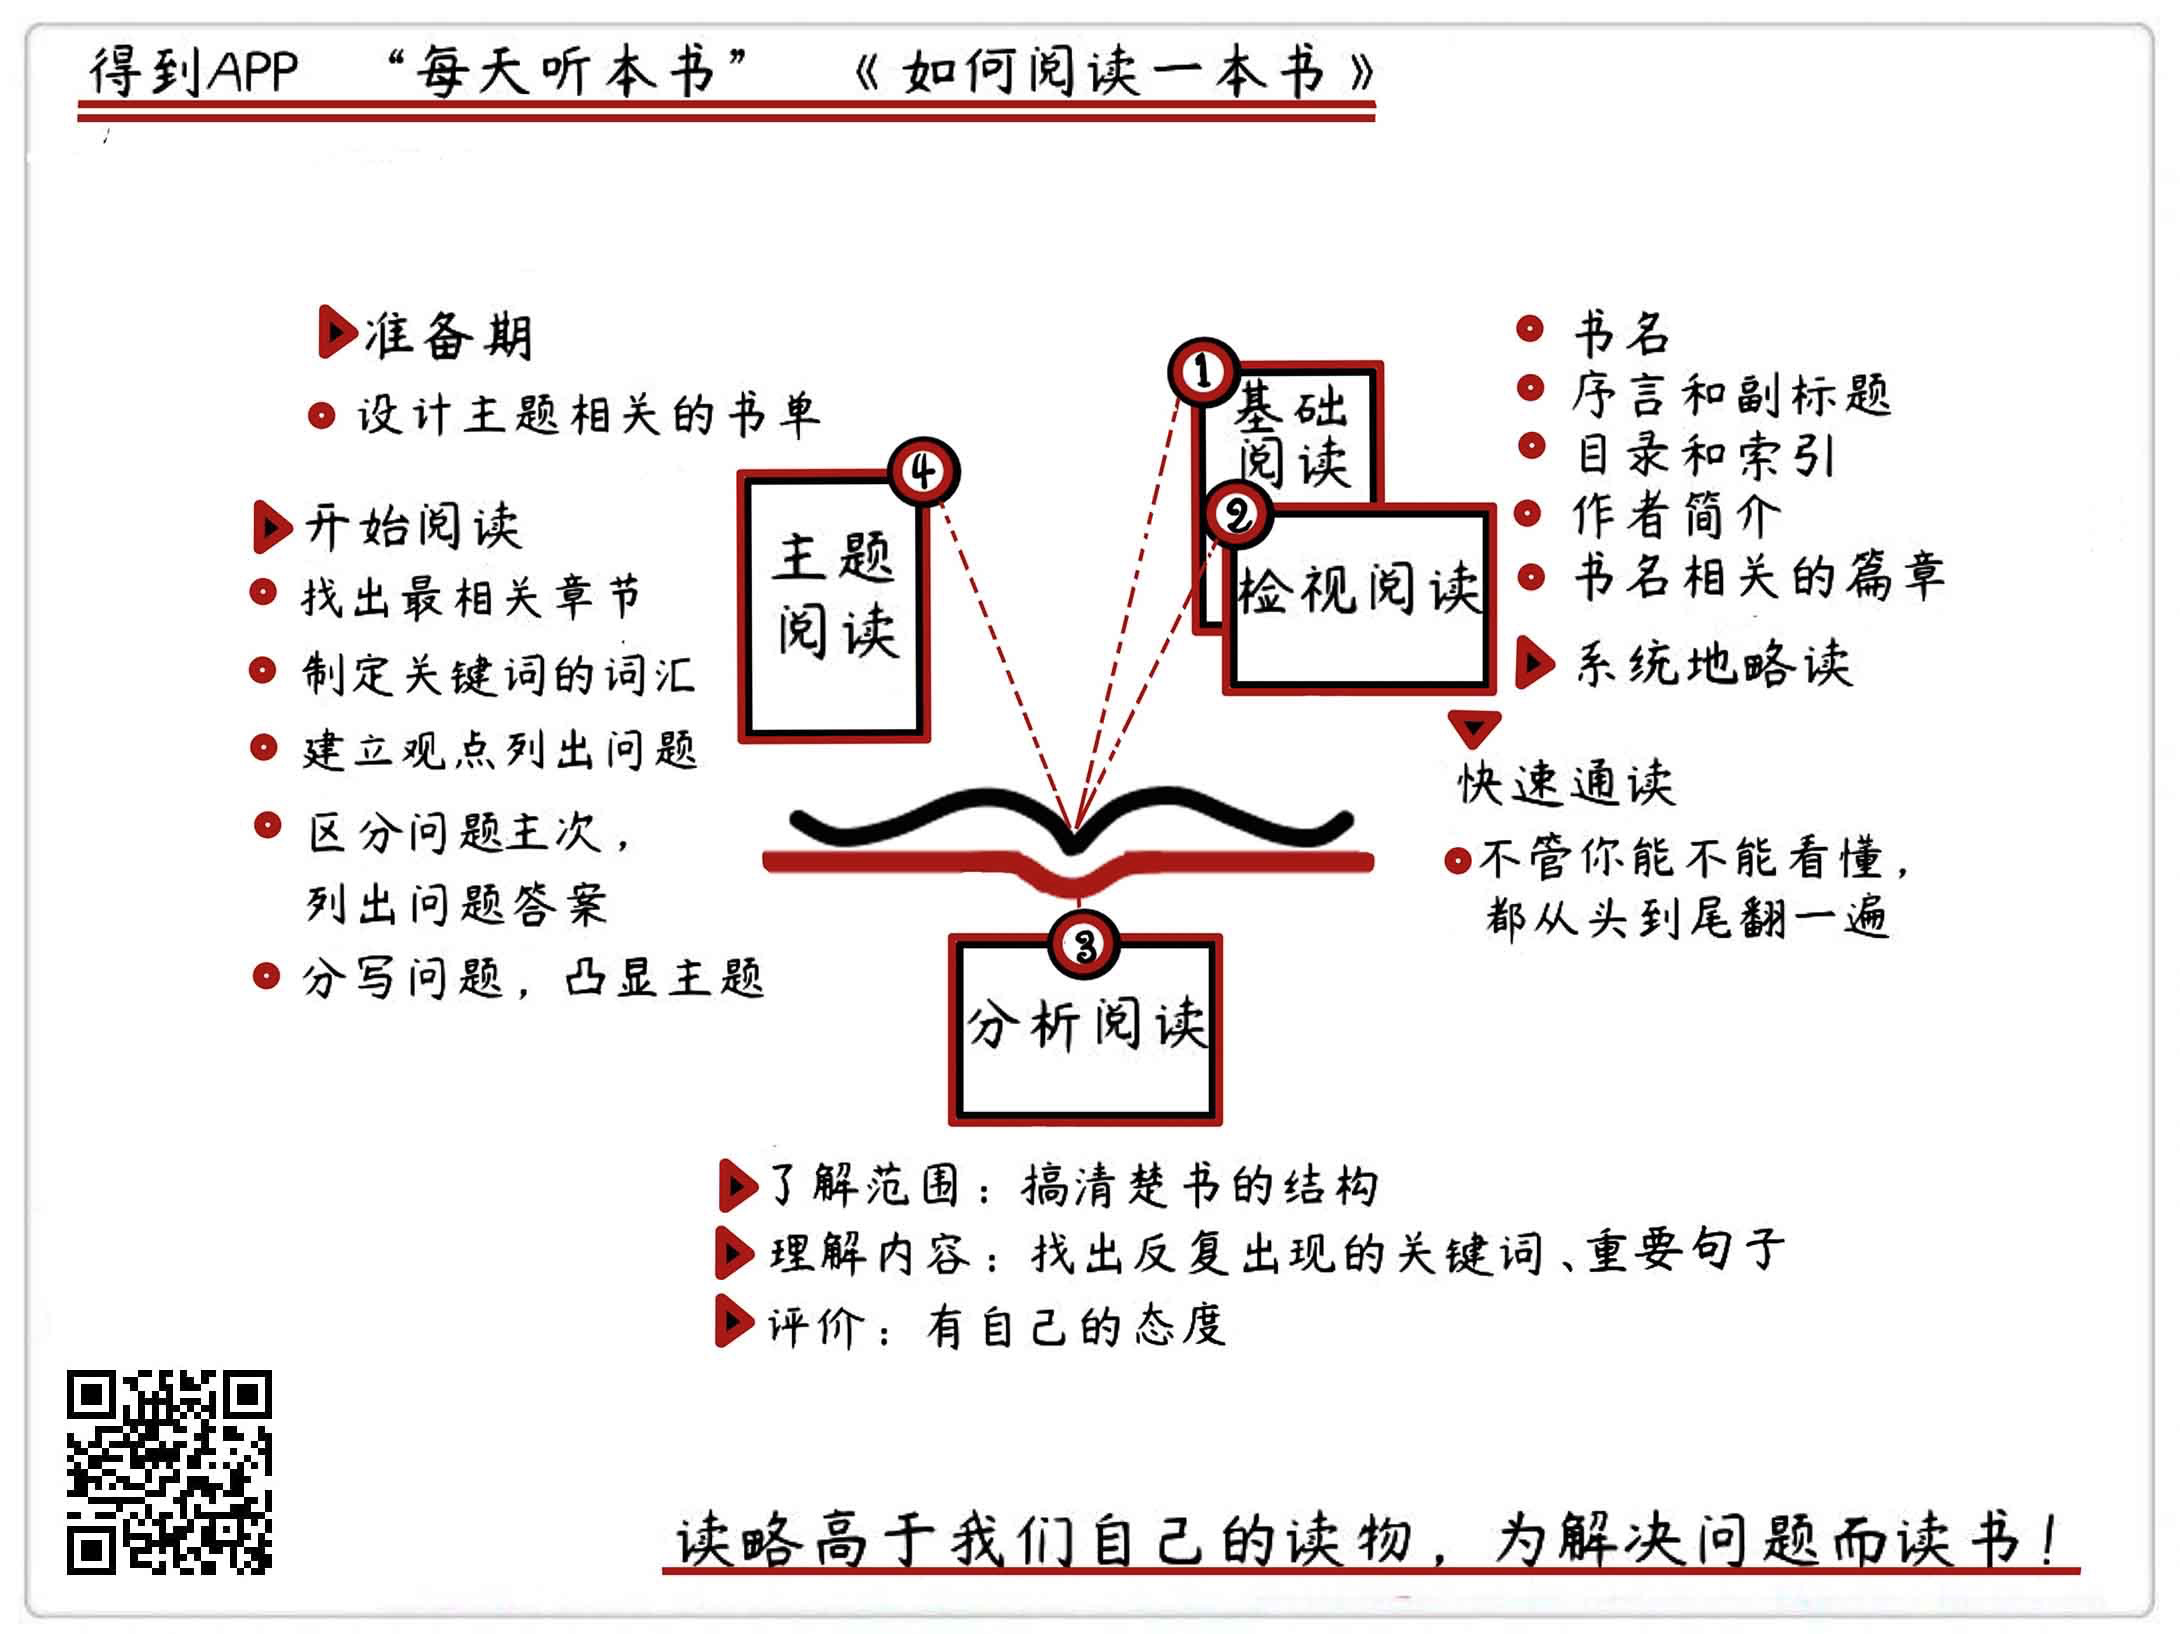 得到APP “每天听本书” 《如何阅读一本书》
1
基础
阅读
2
检视阅读
书名
序言和副标题
目录和索引
作者简介
书名相关的篇章
系统地略读
快速通读
不管你能不能看懂，
都从头到尾翻一遍
3
分析阅读
了解范围：搞清楚书的结构
理解内容：找出反复出现的关键词、重要句子
评价：有自己的态度
4
主题
阅读
准备期
设计主题相关的书单
开始阅读
找出最相关章节
制定关键词的词汇
建立观点列出问题
区分问题主次，
列出问题答案
分写问题，凸显主题
读略高于我们自己的读物，为解决问题而读书！